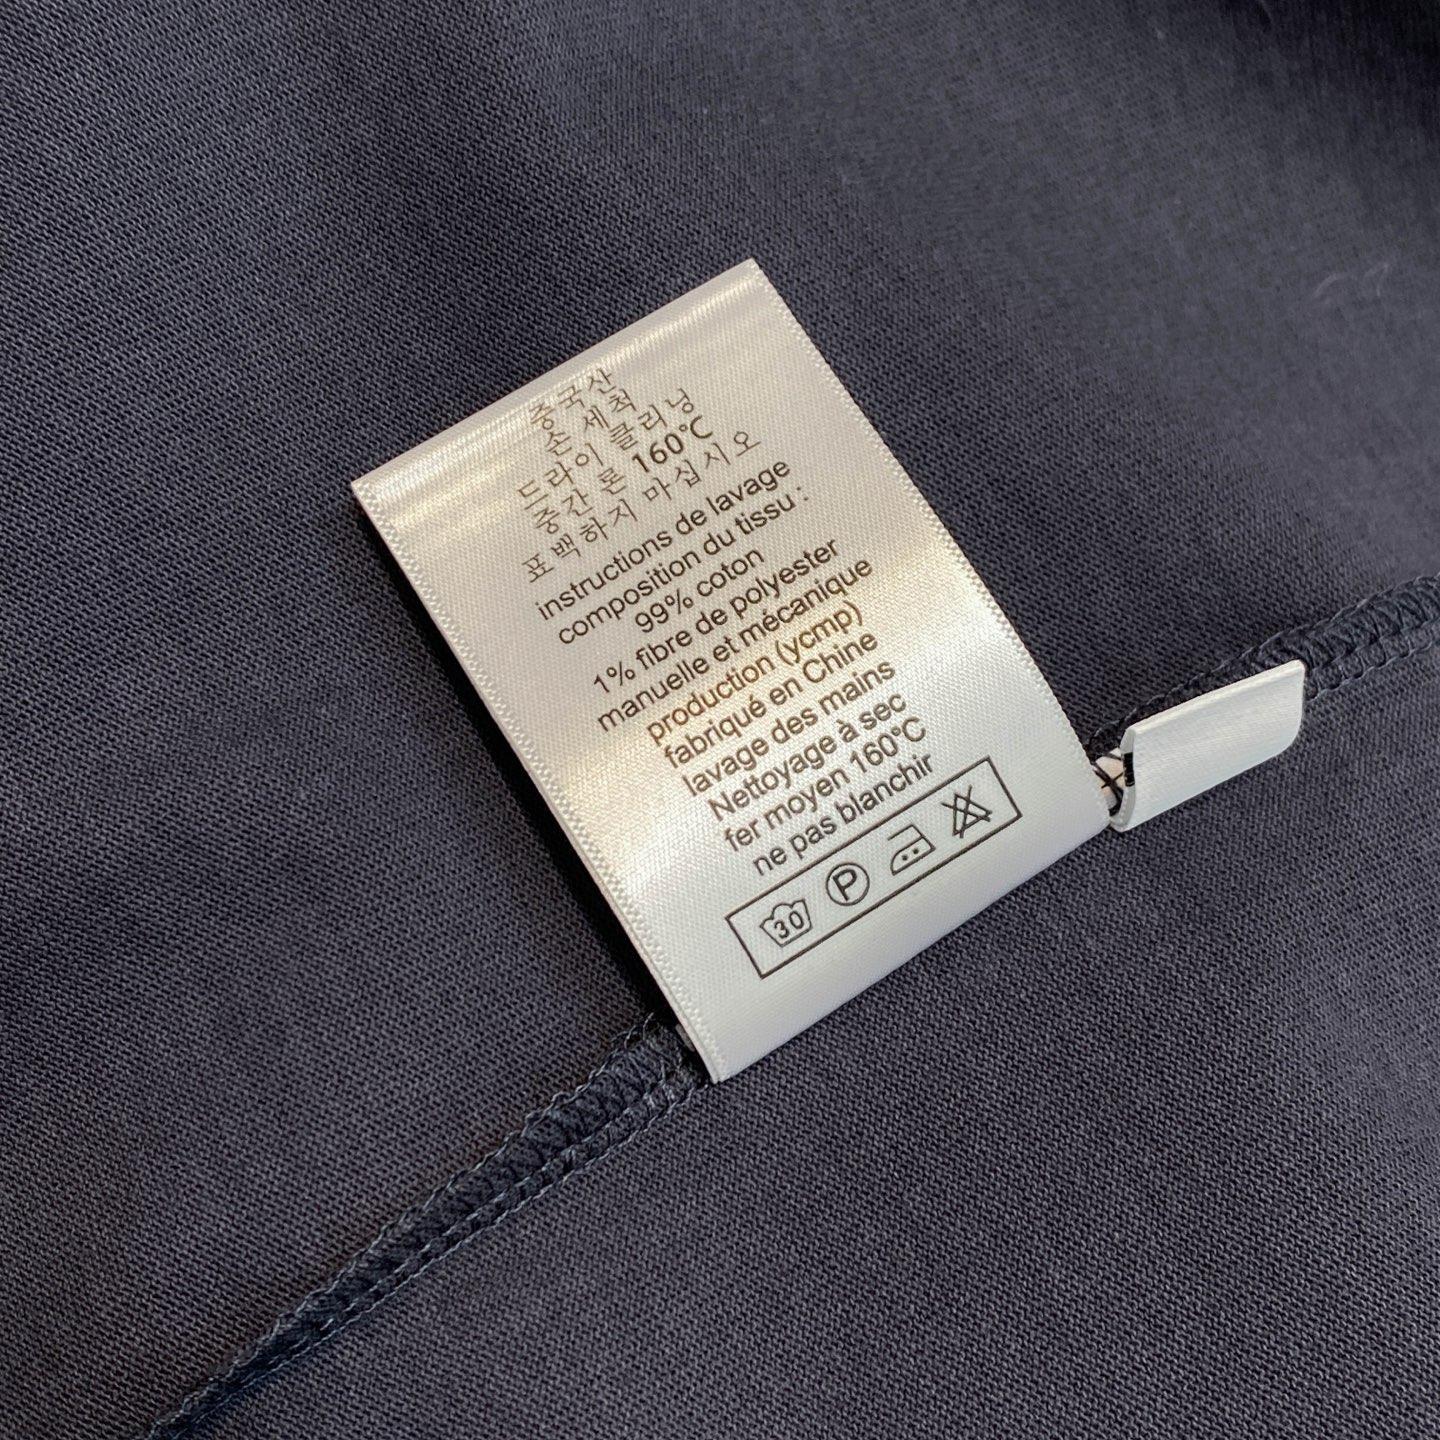 중국산
손 세척
드라이 클리닝
중간 론 160℃
표백하지 마십시오
instructions de lavage
composition du tissu :
99% coton
1% fibre de polyester
manuelle et mécanique
production (ycmp)
fabriqué en Chine
lavage des mains
Nettoyage à sec
fer moyen 160℃
ne pas blanchir
30 P